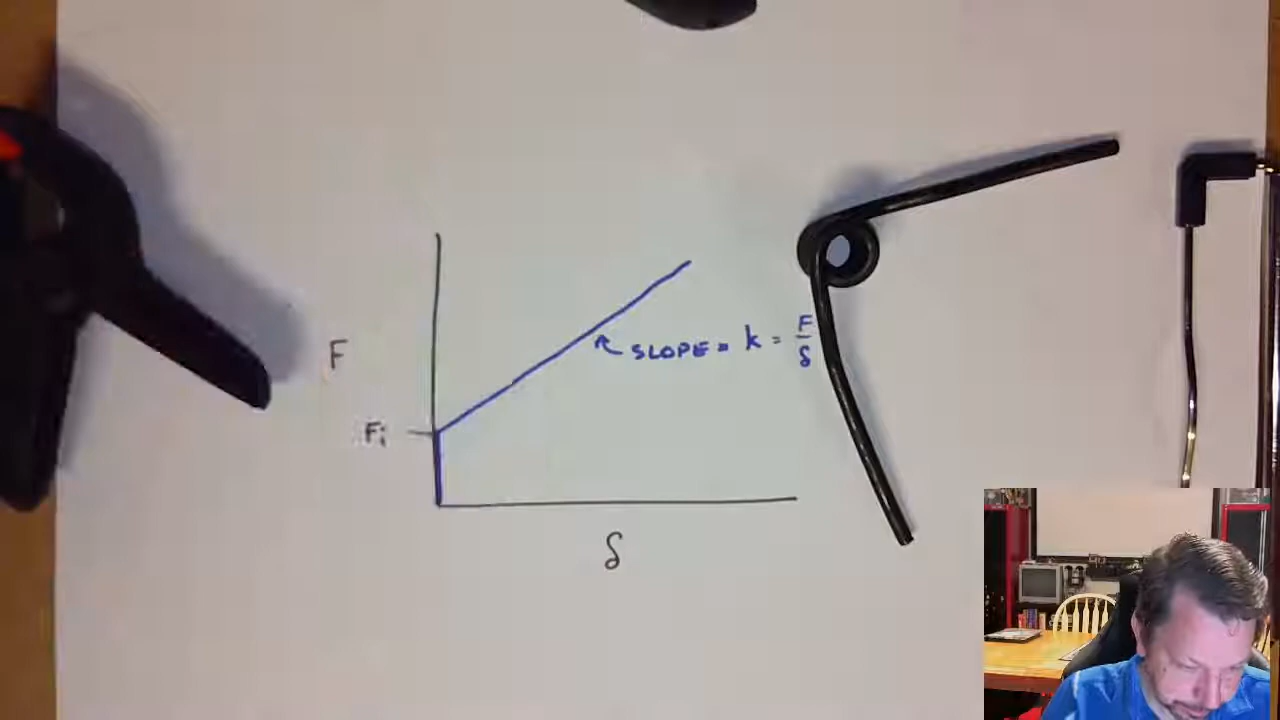 F
Fi
SLOPE = k = F/δ
δ